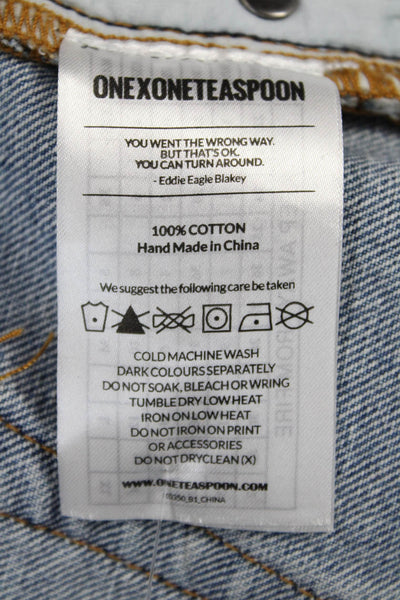 ONEXONETEASPOON
YOU WENT THE WRONG WAY.
BUT THAT'S OK.
YOU CAN TURN AROUND.
- Eddie Eagle Blakey
100% COTTON
Hand Made in China
We suggest the following care be taken
COLD MACHINE WASH
DARK COLOURS SEPARATELY
DO NOT SOAK, BLEACH OR WRING
TUMBLE DRY LOW HEAT
IRON ON LOW HEAT
DO NOT IRON ON PRINT
OR ACCESSORIES
DO NOT DRYCLEAN (X)
WWW.ONETEASPOON.COM